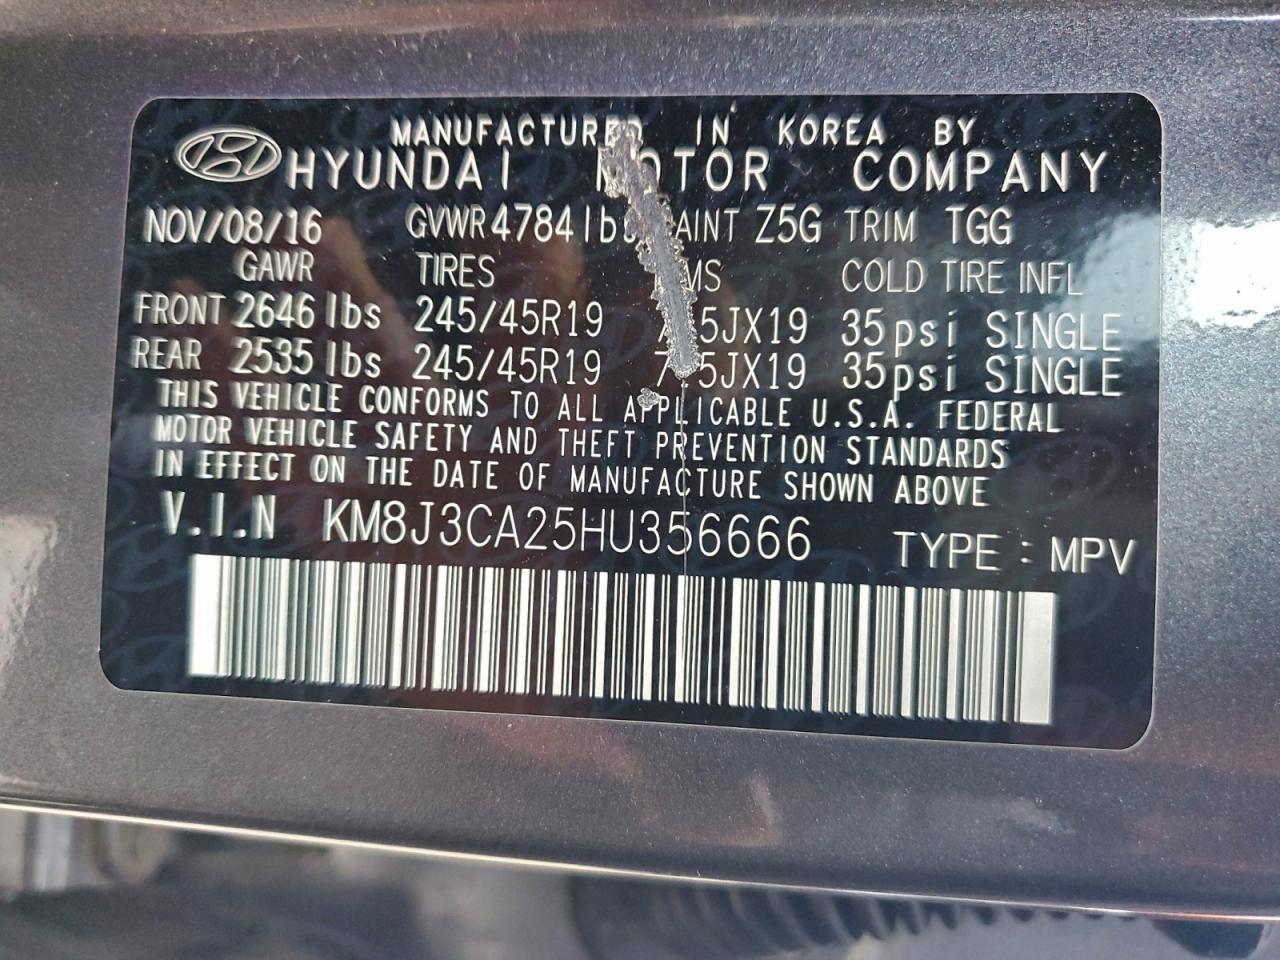 MANUFACTURED IN KOREA BY
HYUNDAI MOTOR COMPANY
NOV/08/16 GVWR 4784 lbs PAINT Z5G TRIM TGG
GAWR TIRES COLD TIRE INFL
FRONT 2646 lbs 245/45R19 35psi SINGLE
REAR 2535 lbs 245/45R19 7.5JX19 35psi SINGLE
THIS VEHICLE CONFORMS TO ALL APPLICABLE U.S.A. FEDERAL
MOTOR VEHICLE SAFETY AND THEFT PREVENTION STANDARDS
IN EFFECT ON THE DATE OF MANUFACTURE SHOWN ABOVE
V.I.N KM8J3CA25HU356666 TYPE : MPV